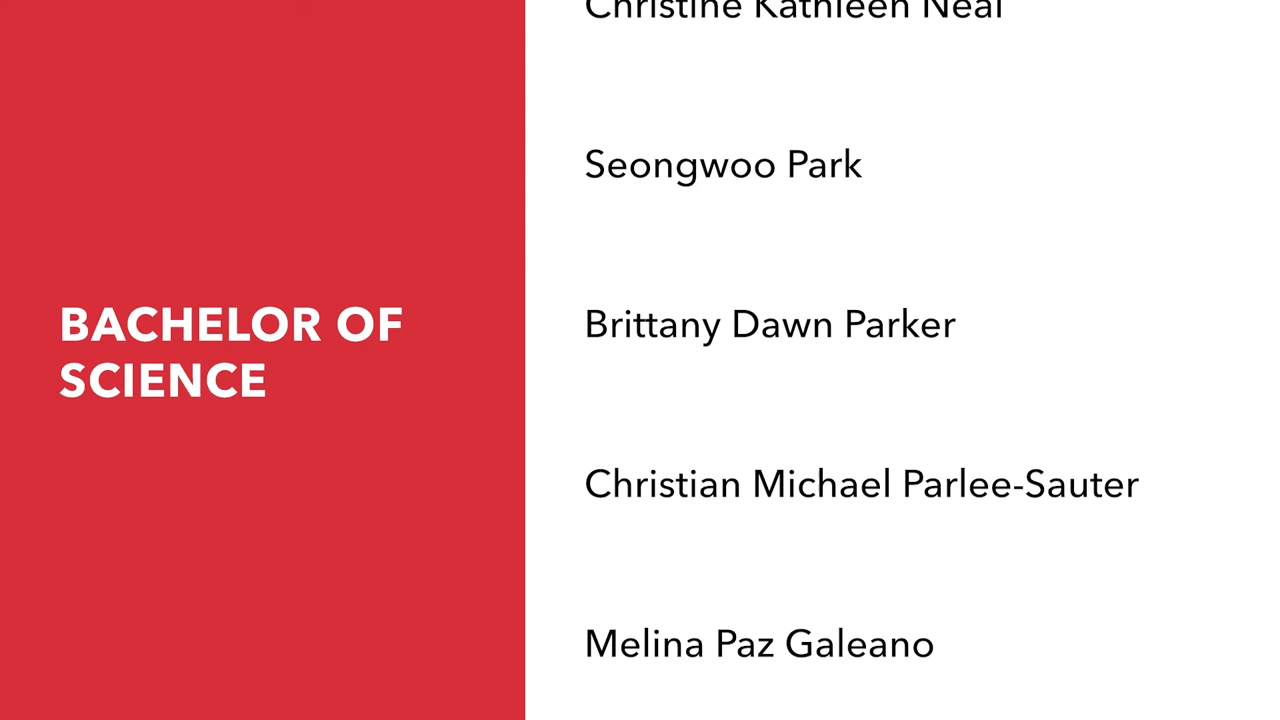 Christine Kathleen Neal
Seongwoo Park
BACHELOR OF
SCIENCE
Brittany Dawn Parker
Christian Michael Parlee-Sauter
Melina Paz Galeano